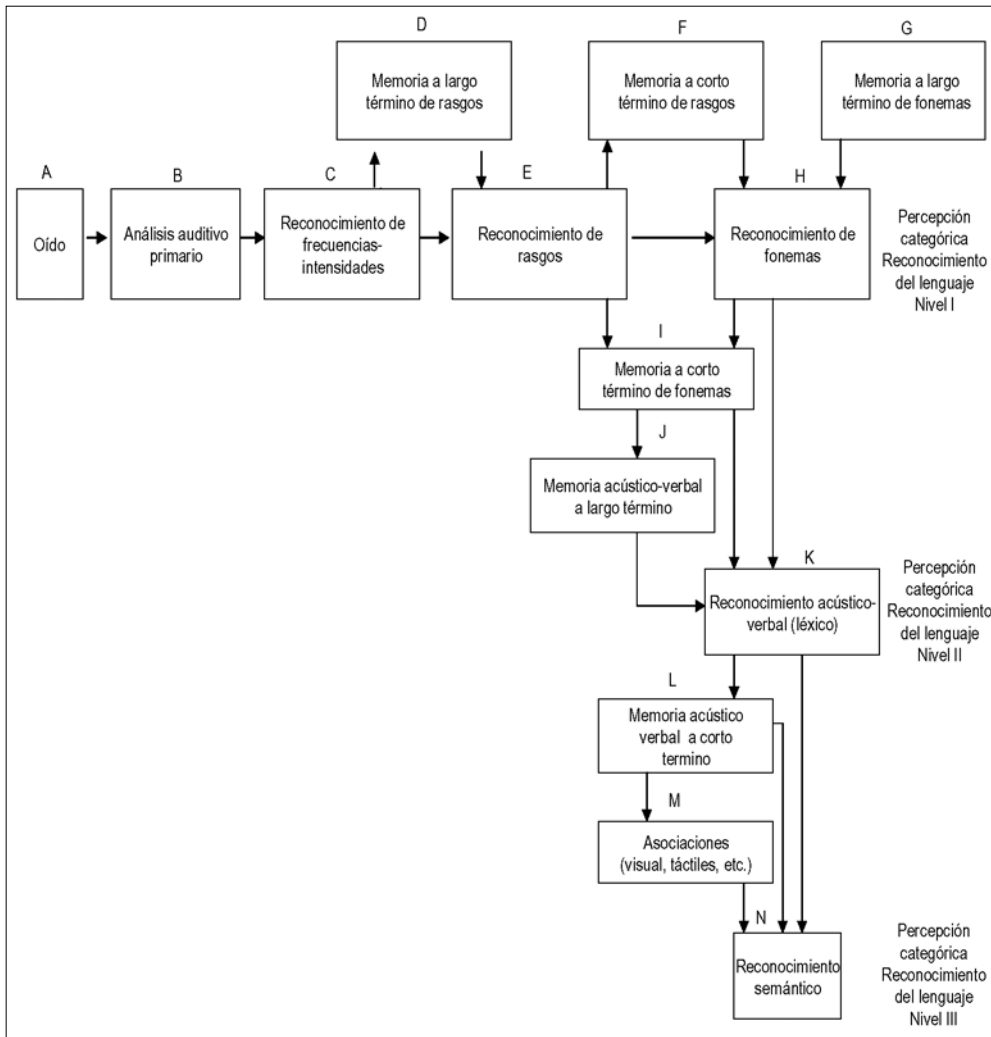 D
Memoria a largo
término de rasgos
F
Memoria a corto
término de rasgos
G
Memoria a largo
término de fonemas
A
Oído
B
Análisis auditivo
primario
C
Reconocimiento de
frecuencias-
intensidades
E
Reconocimiento de
rasgos
H
Reconocimiento de
fonemas
Percepción
categórica
Reconocimiento
del lenguaje
Nivel I
I
Memoria a corto
término de fonemas
J
Memoria acústico-verbal
a largo término
K
Reconocimiento acústico-
verbal (léxico)
Percepción
categórica
Reconocimiento
del lenguaje
Nivel II
L
Memoria acústico
verbal a corto
termino
M
Asociaciones
(visual, táctiles, etc.)
N
Reconocimiento
semántico
Percepción
categórica
Reconocimiento
del lenguaje
Nivel III